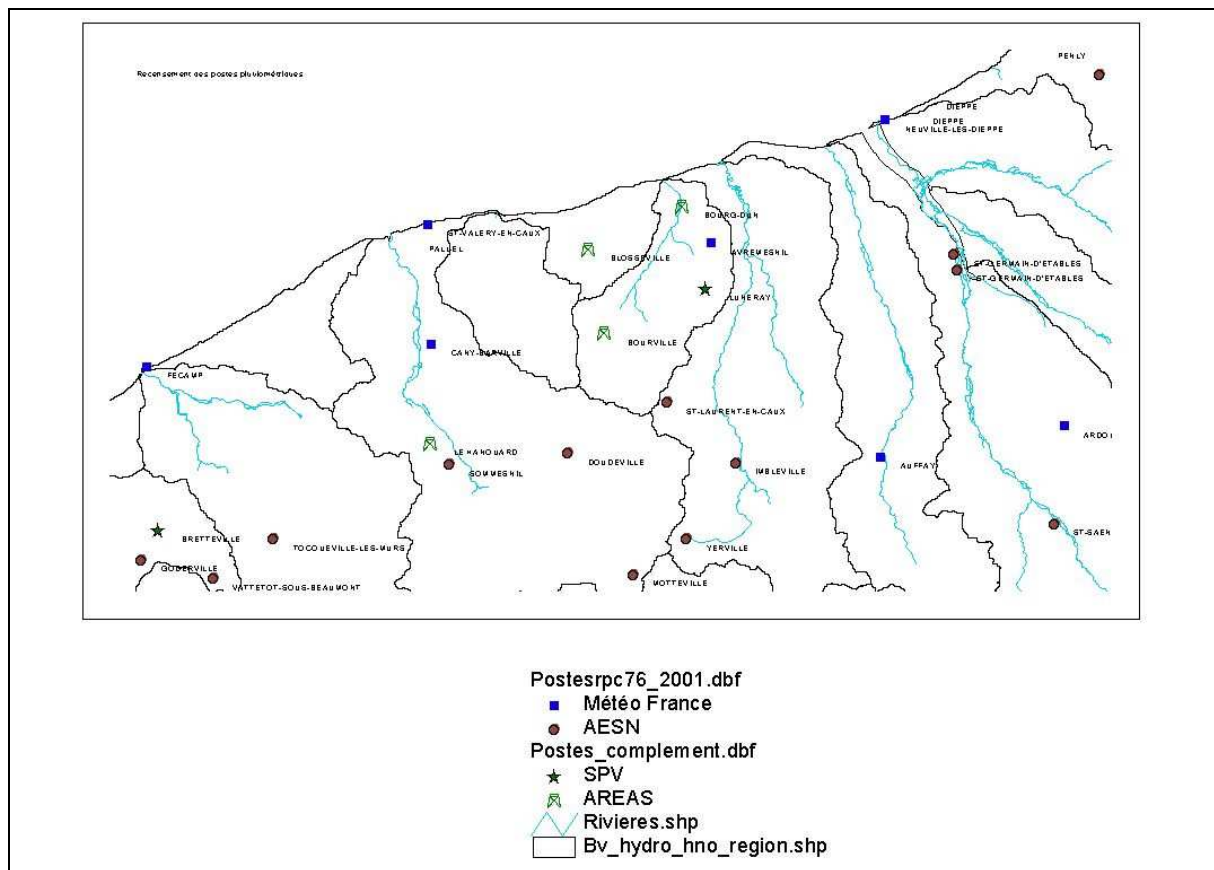 PENLY
Recensement des postes pluviométriques
DIEPPE
DIEPPE
NEUVILLE-LES-DIEPPE
BOURG-DUN
ST-VALERY-EN-CAUX
PALUEL
BLOSSEVILLE
AVREMESNIL
ST-GERMAIN-D'ETABLES
ST-GERMAIN-D'ETABLES
LUNERAY
BOURVILLE
CANY-BARVILLE
FECAMP
ST-LAURENT-EN-CAUX
ARDOI
LE HANOUARD
DOUDEVILLE
IMBLEVILLE
AUFFAY
SOMMESNIL
ST-SAEN
BRETTEVILLE
TOCQUEVILLE-LES-MURS
YERVILLE
GODERVILLE
VATTETOT-SOUS-BEAUMONT
MOTTEVILLE
Postesrpc76_2001.dbf
Météo France
AESN
Postes_complement.dbf
SPV
AREAS
Rivieres.shp
Bv_hydro_hno_region.shp